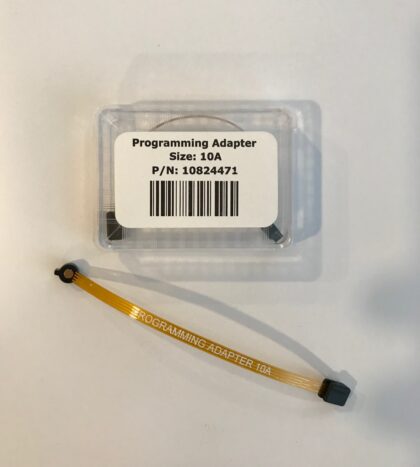 Programming Adapter
Size: 10A
P/N: 10824471
PROGRAMMING ADAPTER 10A